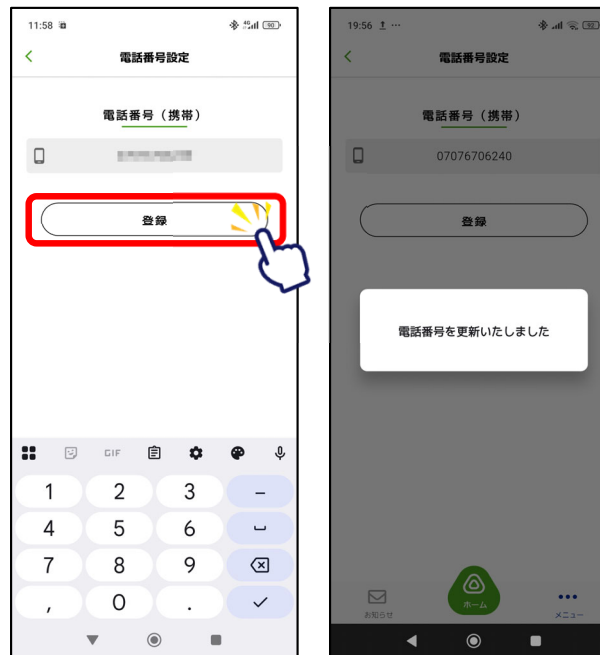 11:58
4G
90
電話番号設定
電話番号（携帯）
登録
GIF
1 2 3 −
4 5 6
7 8 9
, 0 .
19:56
92
電話番号設定
電話番号（携帯）
07076706240
登録
電話番号を更新いたしました
お知らせ
ホーム
メニュー